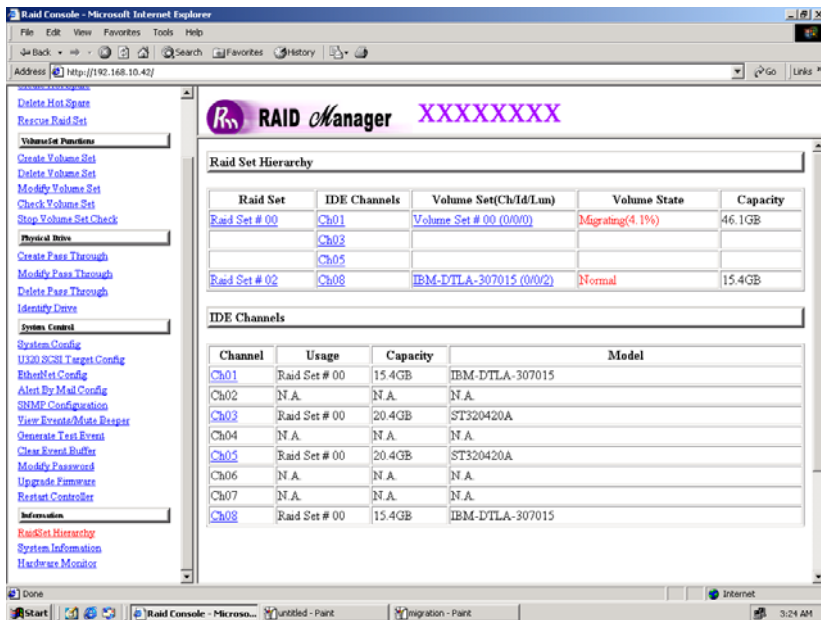 Raid Console - Microsoft Internet Explorer
File Edit View Favorites Tools Help
Back Search Favorites History
Address http://192.168.10.42/ Go Links »
Create Hot Spare
Delete Hot Spare
Rescue Raid Set
VolumeSet Functions
Create Volume Set
Delete Volume Set
Modify Volume Set
Check Volume Set
Stop Volume Set Check
Physical Drive
Create Pass Through
Modify Pass Through
Delete Pass Through
Identify Drive
System Control
System Config
U320 SCSI Target Config
EtherNet Config
Alert By Mail Config
SNMP Configuration
View Events/Mute Beeper
Generate Test Event
Clear Event Buffer
Modify Password
Upgrade Firmware
Restart Controller
Information
RaidSet Hierarchy
System Information
Hardware Monitor
Rm RAID Manager XXXXXXXX
Raid Set Hierarchy
Raid Set IDE Channels Volume Set(Ch/Id/Lun) Volume State Capacity
Raid Set # 00 Ch01 Volume Set # 00 (0/0/0) Migrating(4.1%) 46.1GB
Ch03
Ch05
Raid Set # 02 Ch08 IBM-DTLA-307015 (0/0/2) Normal 15.4GB
IDE Channels
Channel Usage Capacity Model
Ch01 Raid Set # 00 15.4GB IBM-DTLA-307015
Ch02 N.A. N.A. N.A.
Ch03 Raid Set # 00 20.4GB ST320420A
Ch04 N.A. N.A. N.A.
Ch05 Raid Set # 00 20.4GB ST320420A
Ch06 N.A. N.A. N.A.
Ch07 N.A. N.A. N.A.
Ch08 Raid Set # 00 15.4GB IBM-DTLA-307015
Done Internet
Start Raid Console - Microso... untitled - Paint migration - Paint 3:24 AM